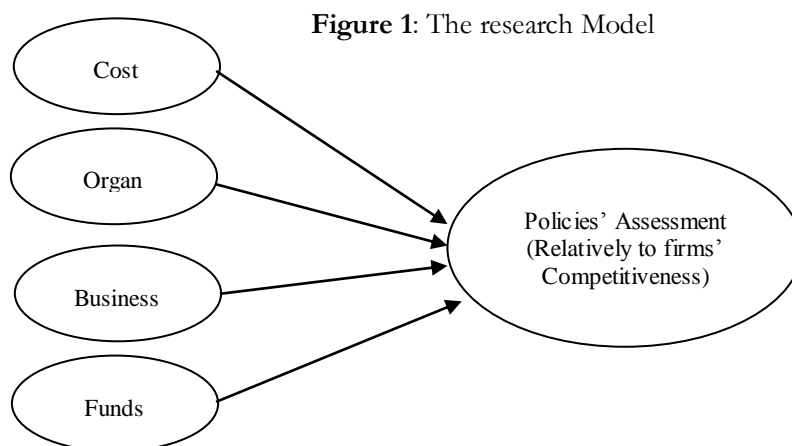 Figure 1: The research Model
Cost
Organ
Business
Funds
Policies' Assessment
(Relatively to firms'
Competitiveness)